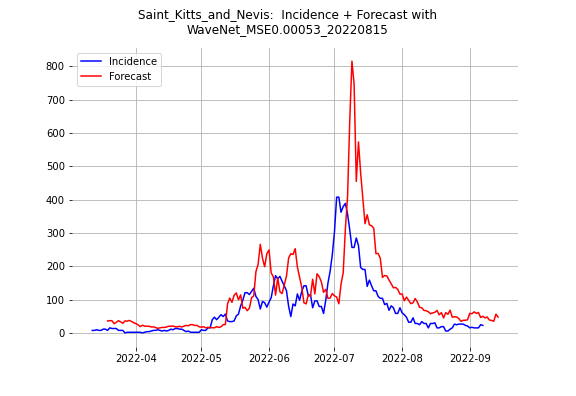 Saint_Kitts_and_Nevis:  Incidence + Forecast with
WaveNet_MSE0.00053_20220815
Incidence
Forecast
800
700
600
500
400
300
200
100
0
2022-04 2022-05 2022-06 2022-07 2022-08 2022-09